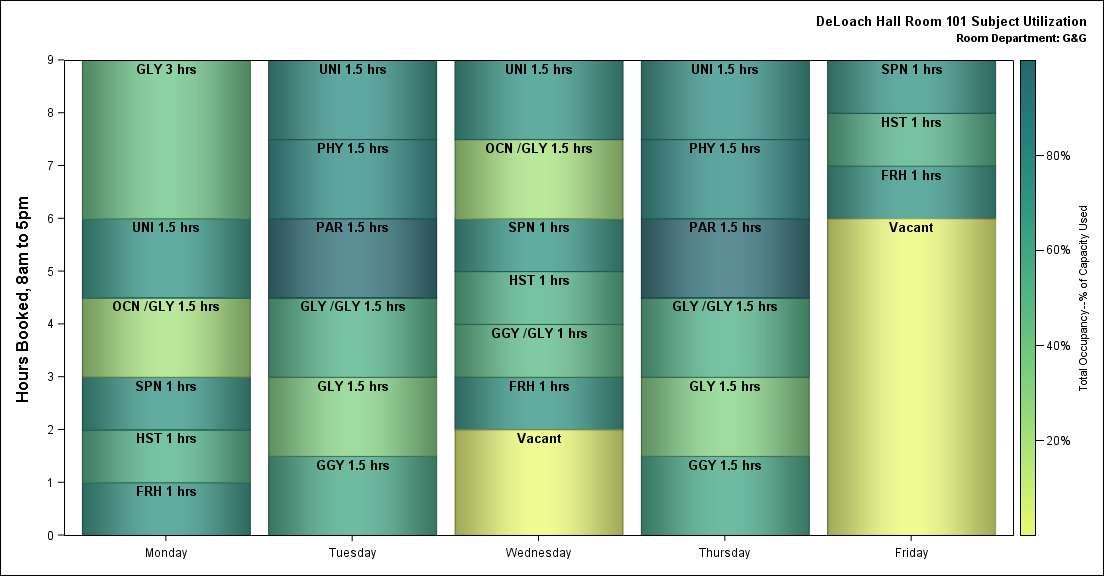 DeLoach Hall Room 101 Subject Utilization
Room Department: G&G
Hours Booked, 8am to 5pm
9
8
7
6
5
4
3
2
1
0
GLY 3 hrs
UNI 1.5 hrs
OCN /GLY 1.5 hrs
SPN 1 hrs
HST 1 hrs
FRH 1 hrs
Monday
UNI 1.5 hrs
PHY 1.5 hrs
PAR 1.5 hrs
GLY /GLY 1.5 hrs
GLY 1.5 hrs
GGY 1.5 hrs
Tuesday
UNI 1.5 hrs
OCN /GLY 1.5 hrs
SPN 1 hrs
HST 1 hrs
GGY /GLY 1 hrs
FRH 1 hrs
Vacant
Wednesday
UNI 1.5 hrs
PHY 1.5 hrs
PAR 1.5 hrs
GLY /GLY 1.5 hrs
GLY 1.5 hrs
GGY 1.5 hrs
Thursday
SPN 1 hrs
HST 1 hrs
FRH 1 hrs
Vacant
Friday
80%
60%
40%
20%
Total Occupancy--% of Capacity Used